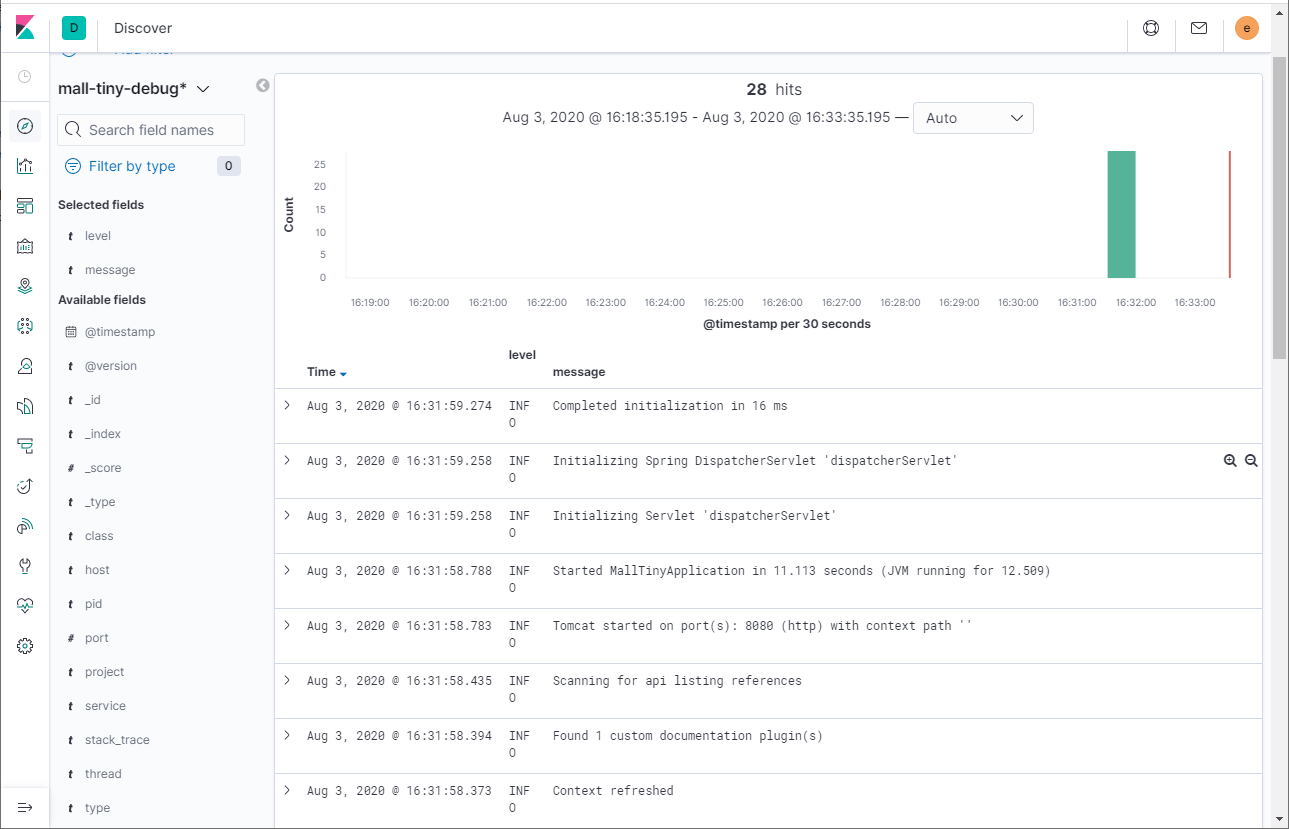 D
Discover
e
mall-tiny-debug*
Search field names
Filter by type
0
Selected fields
t level
t message
Available fields
@timestamp
t @version
t _id
t _index
# _score
t _type
t class
t host
t pid
# port
t project
t service
t stack_trace
t thread
t type
28 hits
Aug 3, 2020 @ 16:18:35.195 - Aug 3, 2020 @ 16:33:35.195 —
Auto
Count
25
20
15
10
5
0
16:19:00 16:20:00 16:21:00 16:22:00 16:23:00 16:24:00 16:25:00 16:26:00 16:27:00 16:28:00 16:29:00 16:30:00 16:31:00 16:32:00 16:33:00
@timestamp per 30 seconds
Time level message
Aug 3, 2020 @ 16:31:59.274 INF Completed initialization in 16 ms
O
Aug 3, 2020 @ 16:31:59.258 INF Initializing Spring DispatcherServlet 'dispatcherServlet'
O
Aug 3, 2020 @ 16:31:59.258 INF Initializing Servlet 'dispatcherServlet'
O
Aug 3, 2020 @ 16:31:58.788 INF Started MallTinyApplication in 11.113 seconds (JVM running for 12.509)
O
Aug 3, 2020 @ 16:31:58.783 INF Tomcat started on port(s): 8080 (http) with context path ''
O
Aug 3, 2020 @ 16:31:58.435 INF Scanning for api listing references
O
Aug 3, 2020 @ 16:31:58.394 INF Found 1 custom documentation plugin(s)
O
Aug 3, 2020 @ 16:31:58.373 INF Context refreshed
O